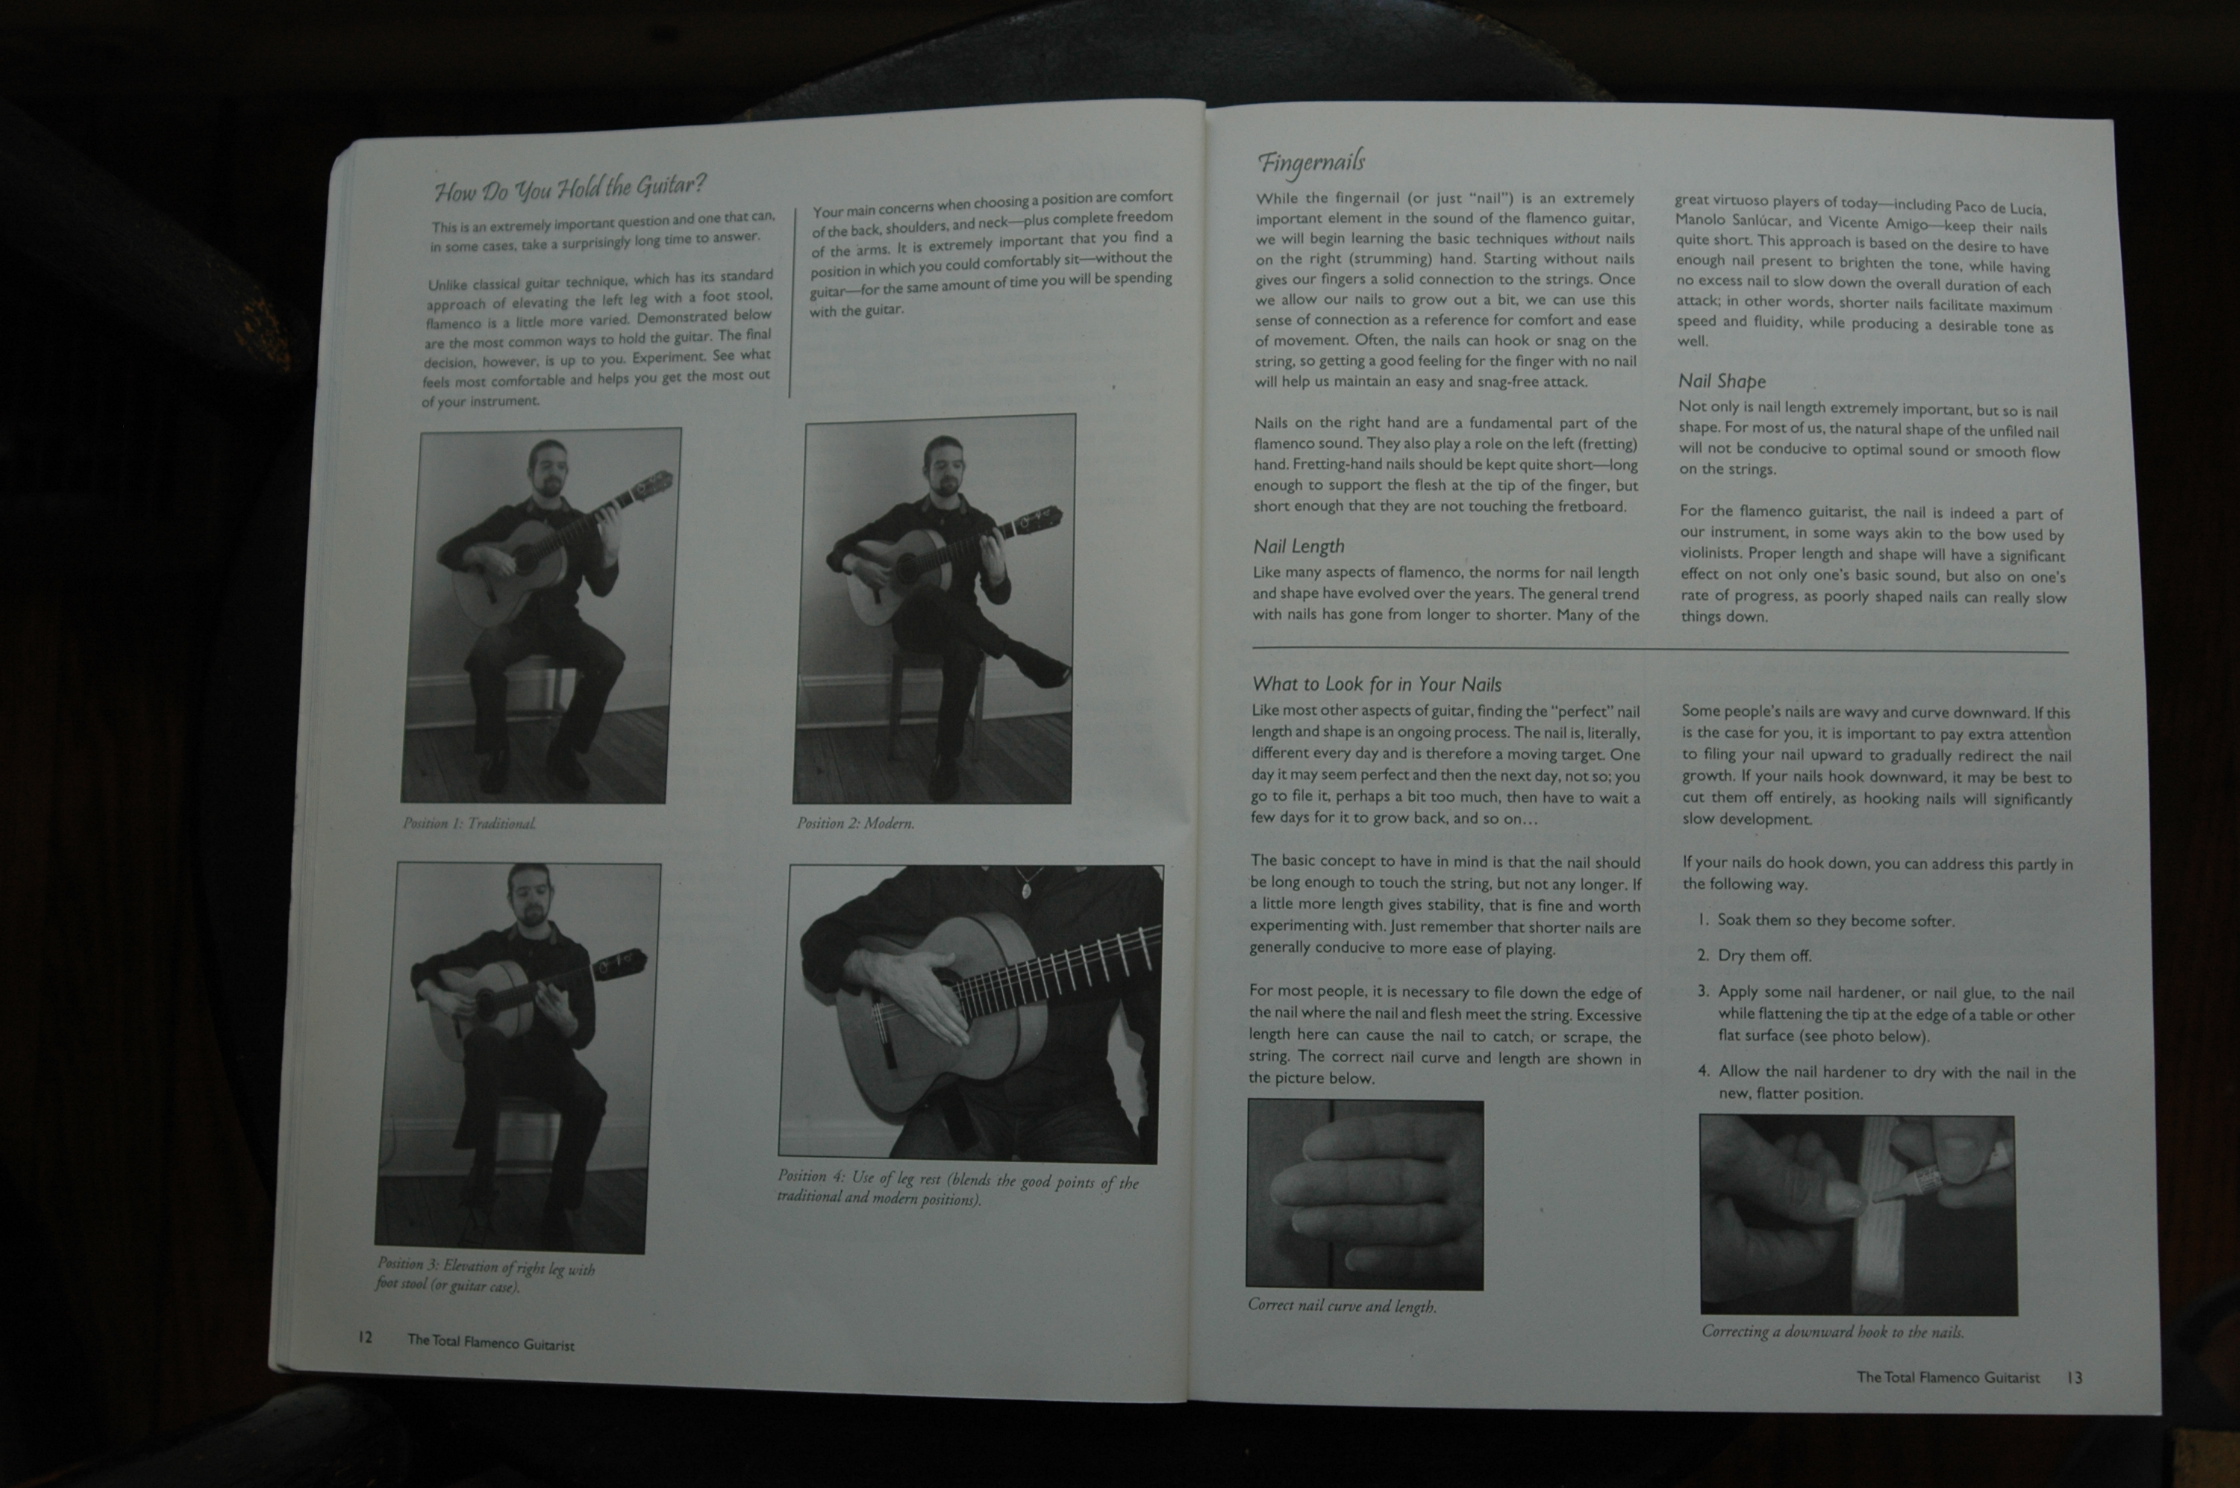 How Do You Hold the Guitar?
This is an extremely important question and one that can,
in some cases, take a surprisingly long time to answer.
Unlike classical guitar technique, which has its standard
approach of elevating the left leg with a foot stool,
flamenco is a little more varied. Demonstrated below
are the most common ways to hold the guitar. The final
decision, however, is up to you. Experiment. See what
feels most comfortable and helps you get the most out
of your instrument.
Your main concerns when choosing a position are comfort
of the back, shoulders, and neck—plus complete freedom
of the arms. It is extremely important that you find a
position in which you could comfortably sit—without the
guitar—for the same amount of time you will be spending
with the guitar.
Position 1: Traditional.
Position 2: Modern.
Position 3: Elevation of right leg with
foot stool (or guitar case).
Position 4: Use of leg rest (blends the good points of the
traditional and modern positions).
12 The Total Flamenco Guitarist
Fingernails
While the fingernail (or just “nail”) is an extremely
important element in the sound of the flamenco guitar,
we will begin learning the basic techniques without nails
on the right (strumming) hand. Starting without nails
gives our fingers a solid connection to the strings. Once
we allow our nails to grow out a bit, we can use this
sense of connection as a reference for comfort and ease
of movement. Often, the nails can hook or snag on the
string, so getting a good feeling for the finger with no nail
will help us maintain an easy and snag-free attack.
Nails on the right hand are a fundamental part of the
flamenco sound. They also play a role on the left (fretting)
hand. Fretting-hand nails should be kept quite short—long
enough to support the flesh at the tip of the finger, but
short enough that they are not touching the fretboard.
Nail Length
Like many aspects of flamenco, the norms for nail length
and shape have evolved over the years. The general trend
with nails has gone from longer to shorter. Many of the
great virtuoso players of today—including Paco de Lucia,
Manolo Sanlúcar, and Vicente Amigo—keep their nails
quite short. This approach is based on the desire to have
enough nail present to brighten the tone, while having
no excess nail to slow down the overall duration of each
attack; in other words, shorter nails facilitate maximum
speed and fluidity, while producing a desirable tone as
well.
Nail Shape
Not only is nail length extremely important, but so is nail
shape. For most of us, the natural shape of the unfiled nail
will not be conducive to optimal sound or smooth flow
on the strings.
For the flamenco guitarist, the nail is indeed a part of
our instrument, in some ways akin to the bow used by
violinists. Proper length and shape will have a significant
effect on not only one's basic sound, but also on one's
rate of progress, as poorly shaped nails can really slow
things down.
What to Look for in Your Nails
Like most other aspects of guitar, finding the “perfect” nail
length and shape is an ongoing process. The nail is, literally,
different every day and is therefore a moving target. One
day it may seem perfect and then the next day, not so; you
go to file it, perhaps a bit too much, then have to wait a
few days for it to grow back, and so on…
The basic concept to have in mind is that the nail should
be long enough to touch the string, but not any longer. If
a little more length gives stability, that is fine and worth
experimenting with. Just remember that shorter nails are
generally conducive to more ease of playing.
For most people, it is necessary to file down the edge of
the nail where the nail and flesh meet the string. Excessive
length here can cause the nail to catch, or scrape, the
string. The correct nail curve and length are shown in
the picture below.
Correct nail curve and length.
Some people's nails are wavy and curve downward. If this
is the case for you, it is important to pay extra attention
to filing your nail upward to gradually redirect the nail
growth. If your nails hook downward, it may be best to
cut them off entirely, as hooking nails will significantly
slow development.
If your nails do hook down, you can address this partly in
the following way.
1. Soak them so they become softer.
2. Dry them off.
3. Apply some nail hardener, or nail glue, to the nail
while flattening the tip at the edge of a table or other
flat surface (see photo below).
4. Allow the nail hardener to dry with the nail in the
new, flatter position.
Correcting a downward hook to the nails.
The Total Flamenco Guitarist 13